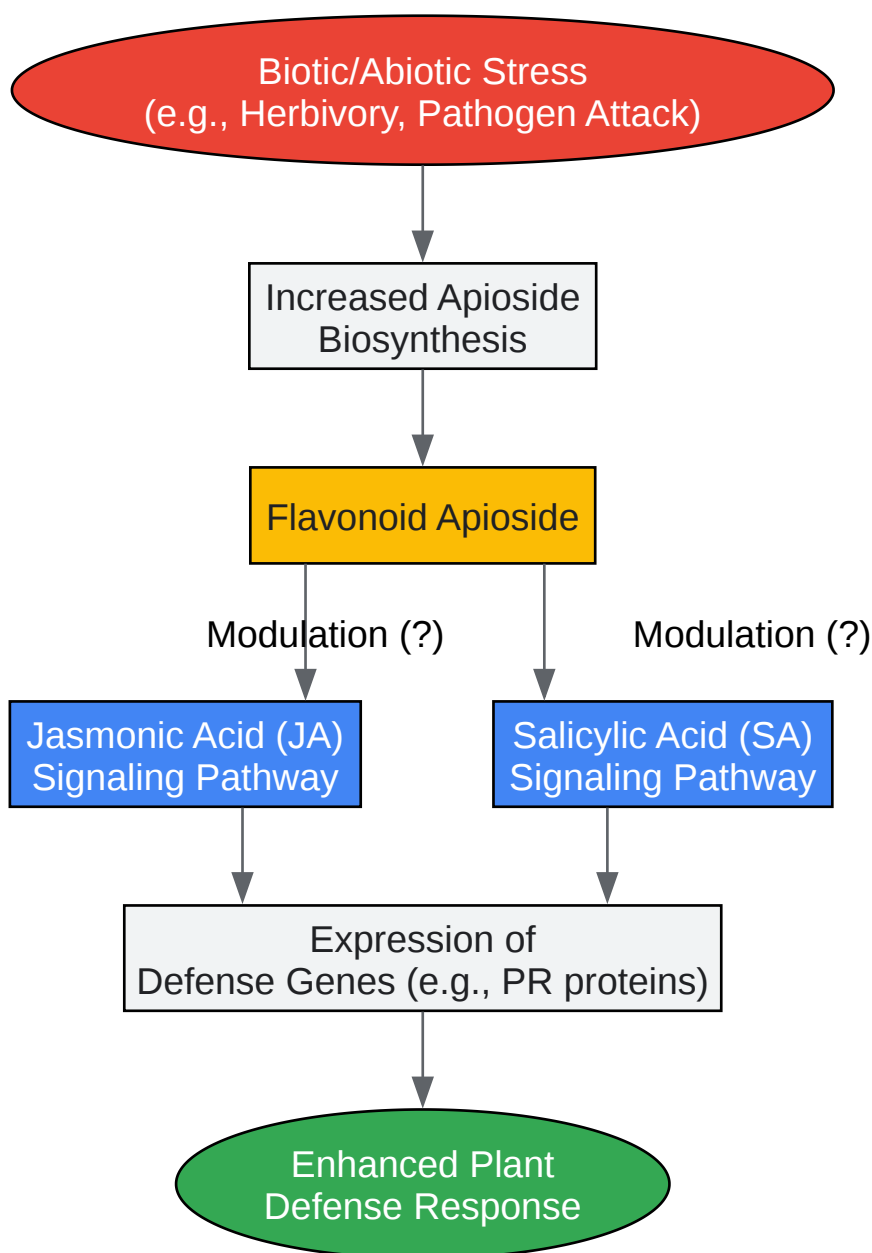 Biotic/Abiotic Stress
(e.g., Herbivory, Pathogen Attack)
Increased Apioside
Biosynthesis
Flavonoid Apioside
Modulation (?)
Modulation (?)
Jasmonic Acid (JA)
Signaling Pathway
Salicylic Acid (SA)
Signaling Pathway
Expression of
Defense Genes (e.g., PR proteins)
Enhanced Plant
Defense Response